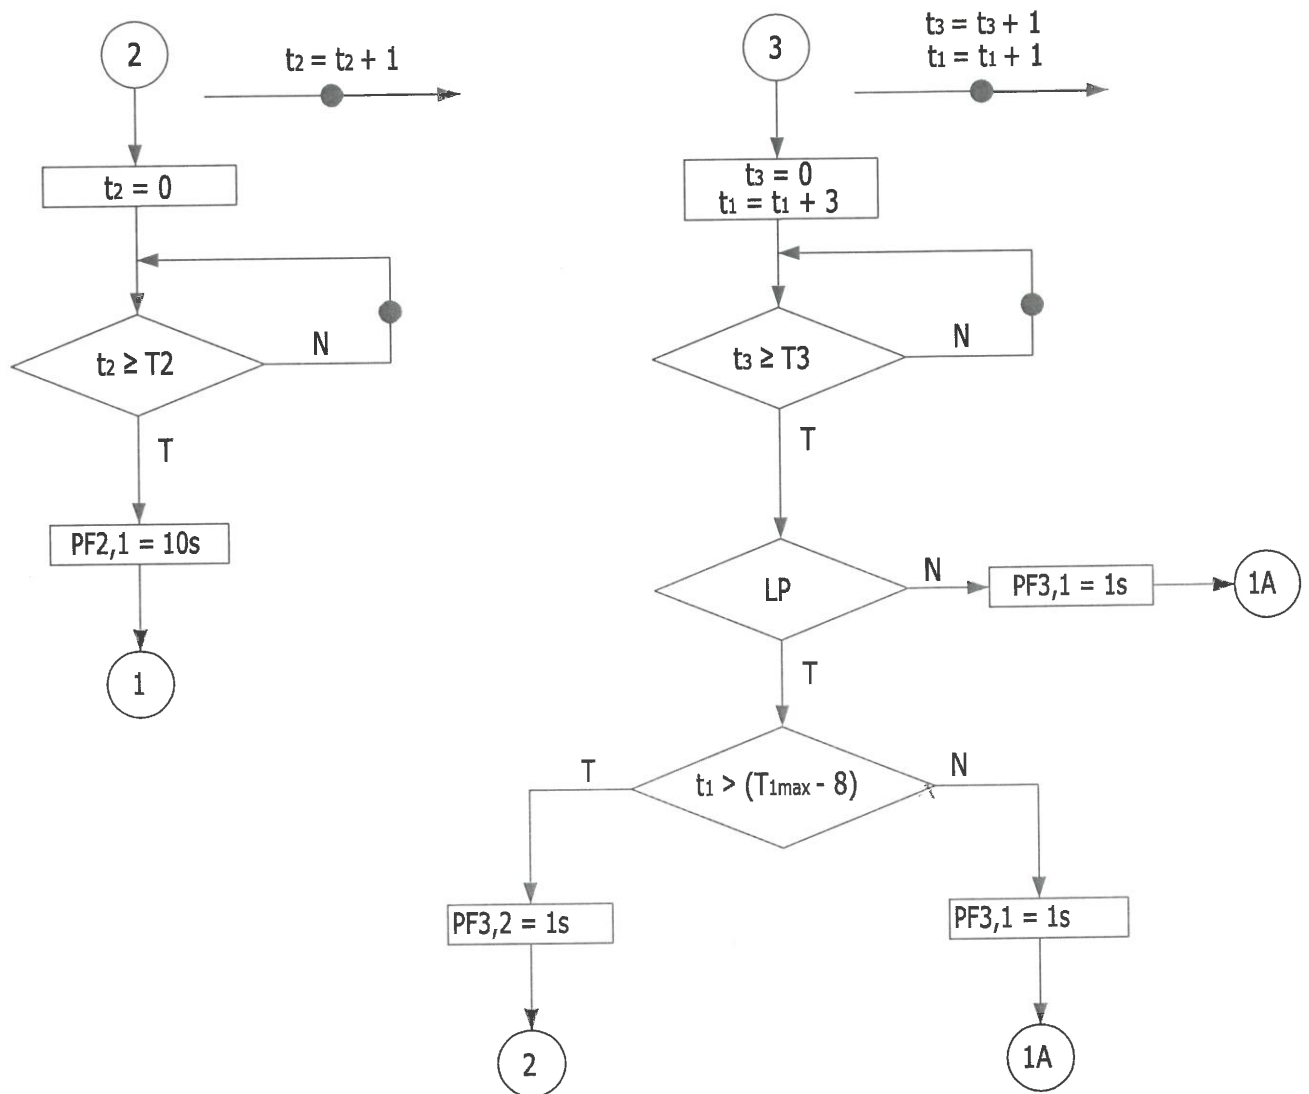 2
t2 = t2 + 1
t2 = 0
t2 ≥ T2
N
T
PF2,1 = 10s
1
3
t3 = t3 + 1
t1 = t1 + 1
t3 = 0
t1 = t1 + 3
t3 ≥ T3
N
T
LP
N
PF3,1 = 1s
1A
T
t1 > (T1max - 8)
T
N
PF3,2 = 1s
2
PF3,1 = 1s
1A